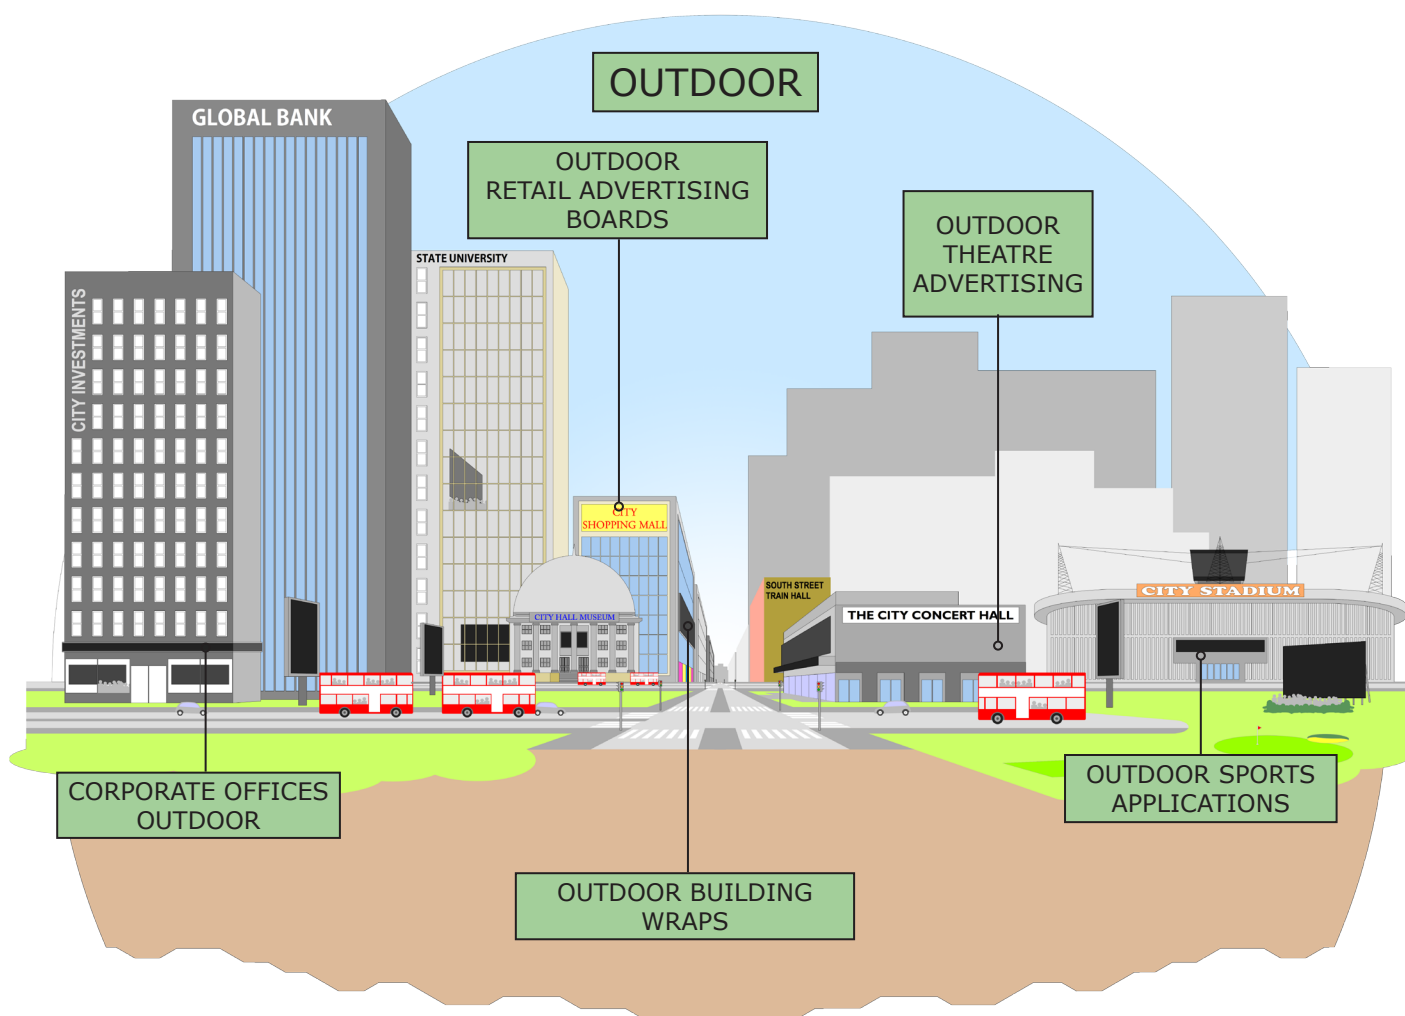 OUTDOOR
GLOBAL BANK
OUTDOOR
RETAIL ADVERTISING
BOARDS
OUTDOOR
THEATRE
ADVERTISING
STATE UNIVERSITY
CITY INVESTMENTS
CITY
SHOPPING MALL
SOUTH STREET
TRAIN HALL
CITY HALL MUSEUM
THE CITY CONCERT HALL
CITY STADIUM
CORPORATE OFFICES
OUTDOOR
OUTDOOR SPORTS
APPLICATIONS
OUTDOOR BUILDING
WRAPS